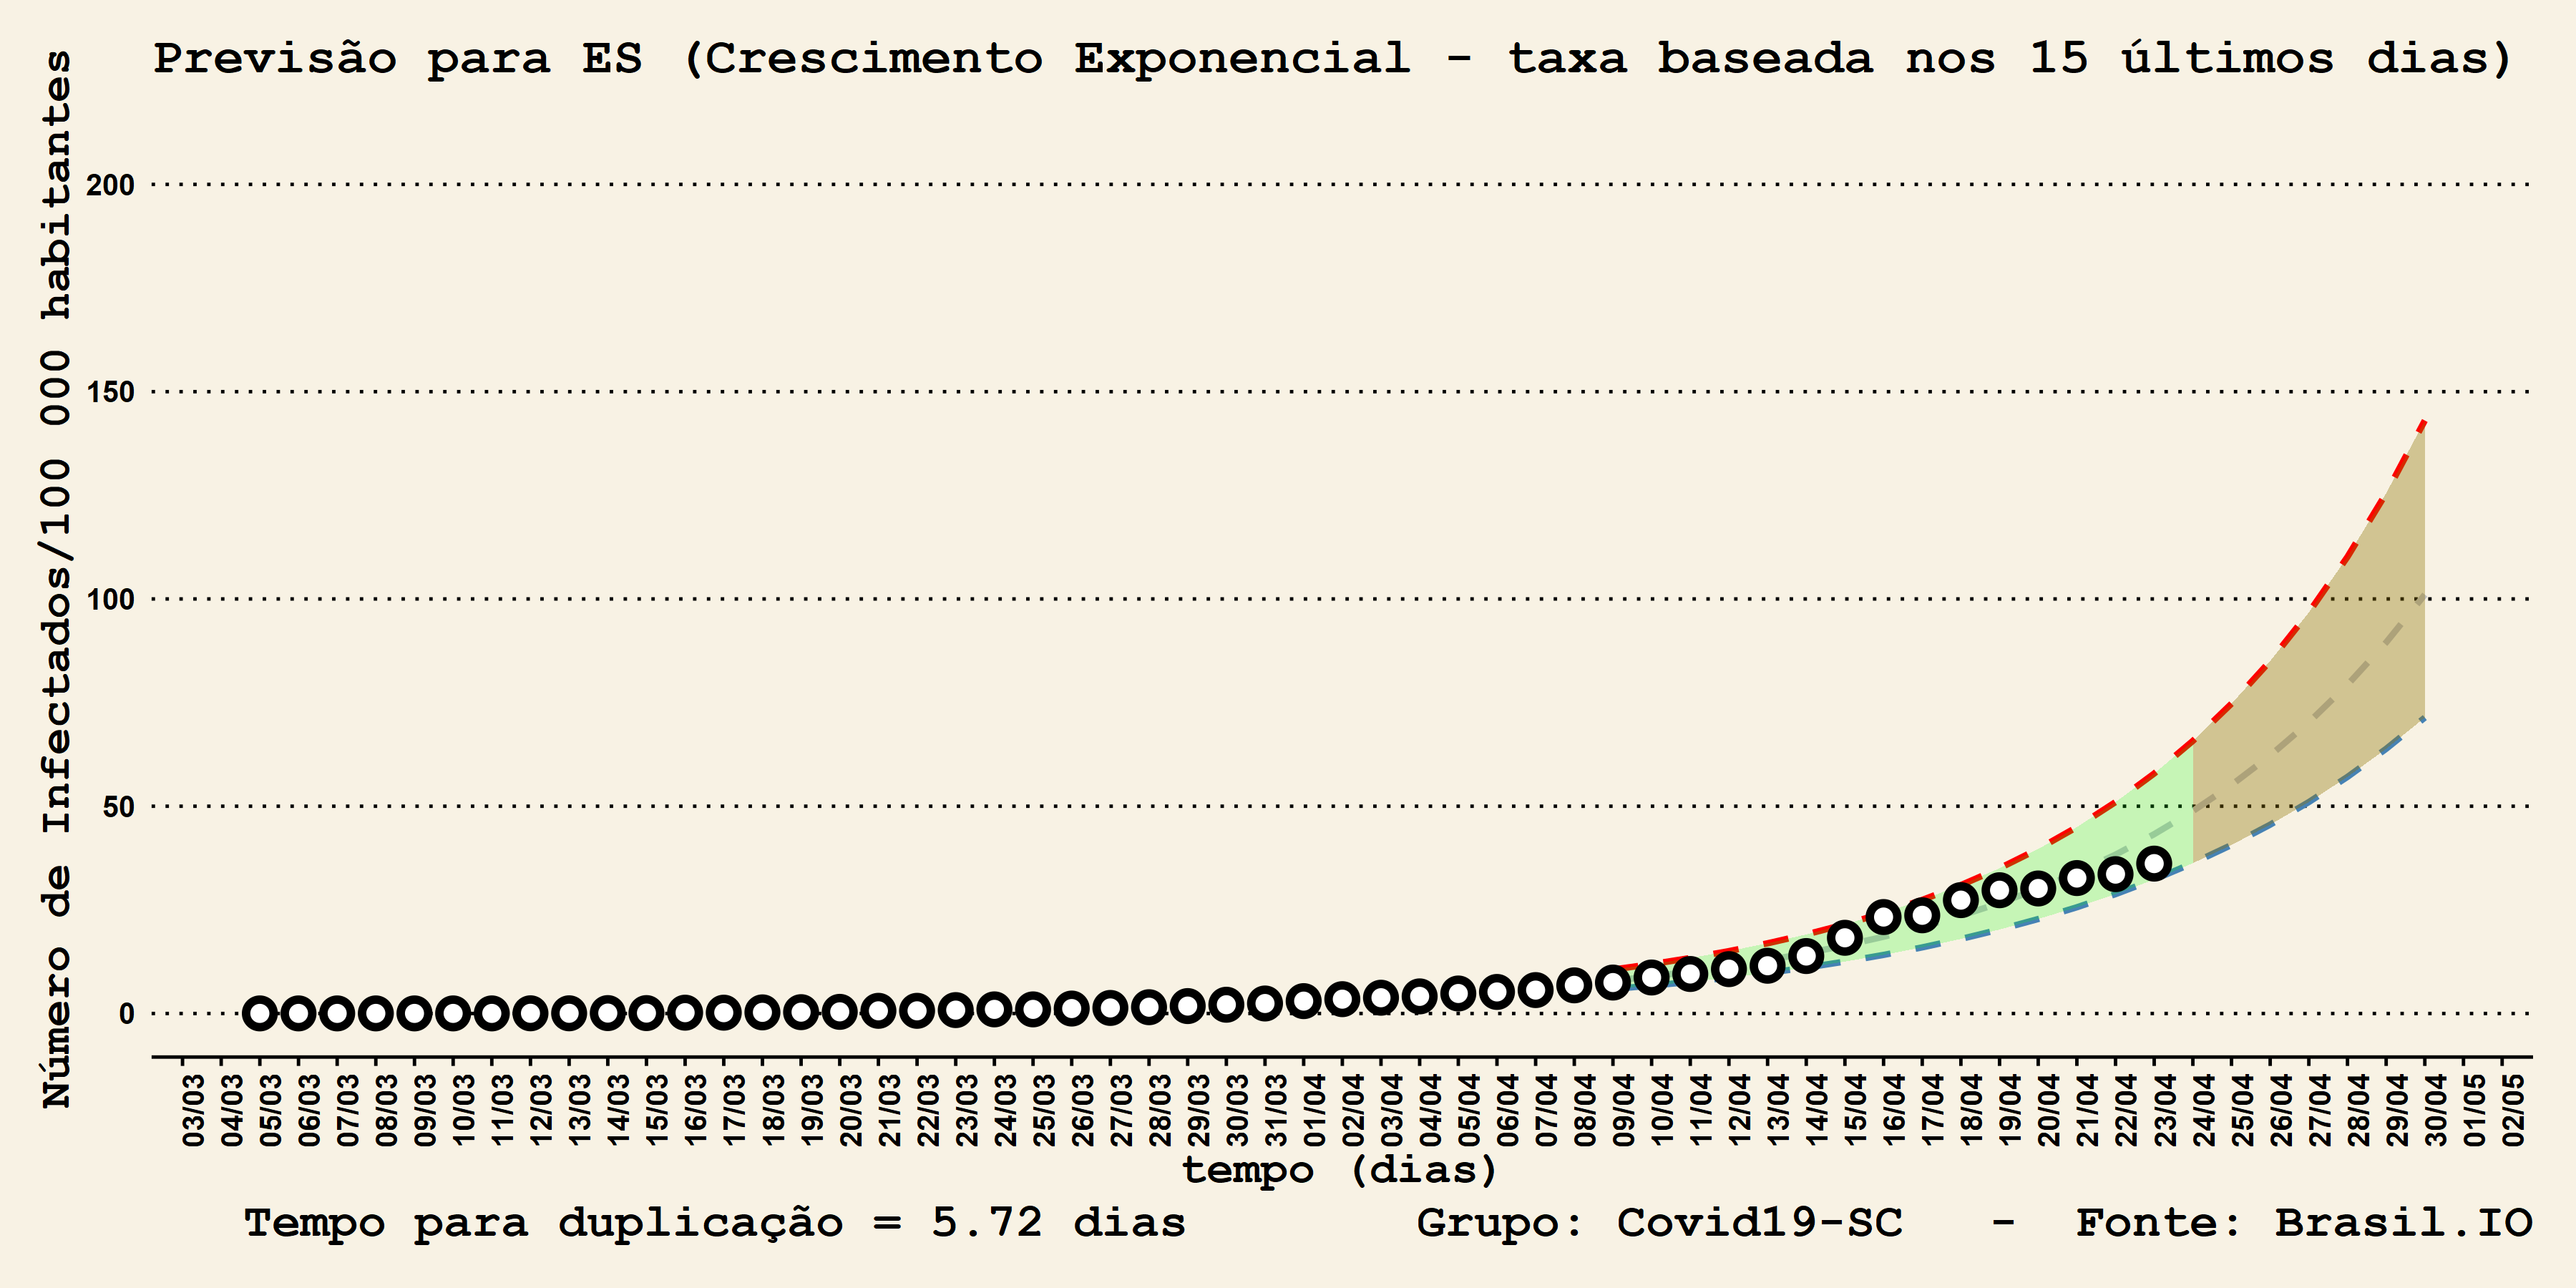 Previsão para ES (Crescimento Exponencial - taxa baseada nos 15 últimos dias)
Número de Infectados/100 000 habitantes
200
150
100
50
0
03/03 04/03 05/03 06/03 07/03 08/03 09/03 10/03 11/03 12/03 13/03 14/03 15/03 16/03 17/03 18/03 19/03 20/03 21/03 22/03 23/03 24/03 25/03 26/03 27/03 28/03 29/03 30/03 31/03 01/04 02/04 03/04 04/04 05/04 06/04 07/04 08/04 09/04 10/04 11/04 12/04 13/04 14/04 15/04 16/04 17/04 18/04 19/04 20/04 21/04 22/04 23/04 24/04 25/04 26/04 27/04 28/04 29/04 30/04 01/05 02/05
tempo (dias)
Tempo para duplicação = 5.72 dias Grupo: Covid19-SC - Fonte: Brasil.IO